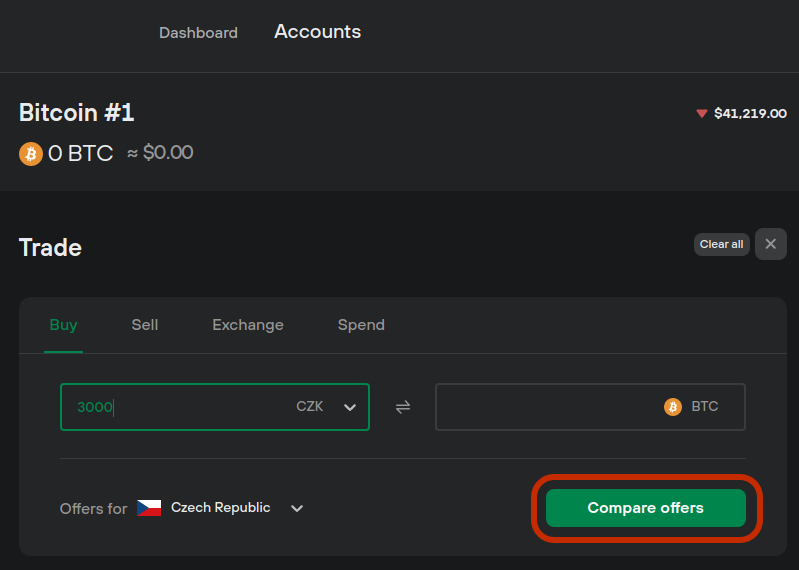 Dashboard Accounts
Bitcoin #1
$41,219.00
0 BTC ≈ $0.00
Trade
Clear all
Buy Sell Exchange Spend
3000 CZK BTC
Offers for Czech Republic Compare offers